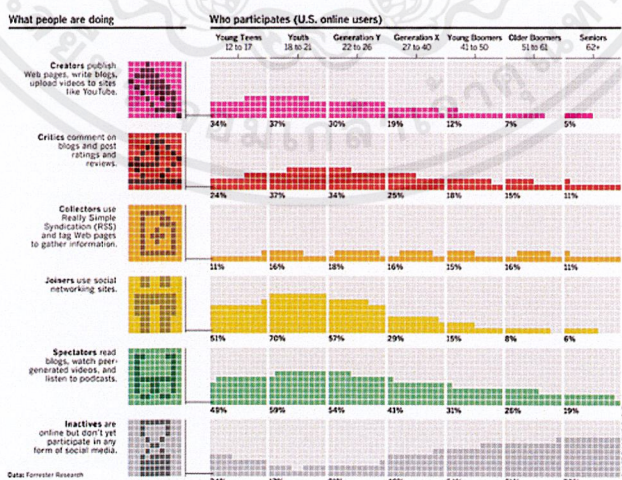 What people are doing
Who participates (U.S. online users)
Young Teens Youth Generation Y Generation X Young Boomers Older Boomers Seniors
12 to 17 18 to 21 22 to 26 27 to 40 41 to 50 51 to 61 62+
Creators publish
Web pages, write blogs,
upload videos to sites
like YouTube.
34% 37% 30% 19% 12% 7% 5%
Critics comment on
blogs and post
ratings and
reviews.
24% 37% 34% 25% 18% 15% 11%
Collectors use
Really Simple
Syndication (RSS)
and tag Web pages
to gather information.
11% 16% 18% 16% 15% 16% 11%
Joiners use social
networking sites.
51% 70% 57% 29% 15% 8% 6%
Spectators read
blogs, watch peer-
generated videos, and
listen to podcasts.
49% 59% 54% 41% 31% 26% 19%
Inactives are
online but don't yet
participate in any
form of social media.
Data: Forrester Research